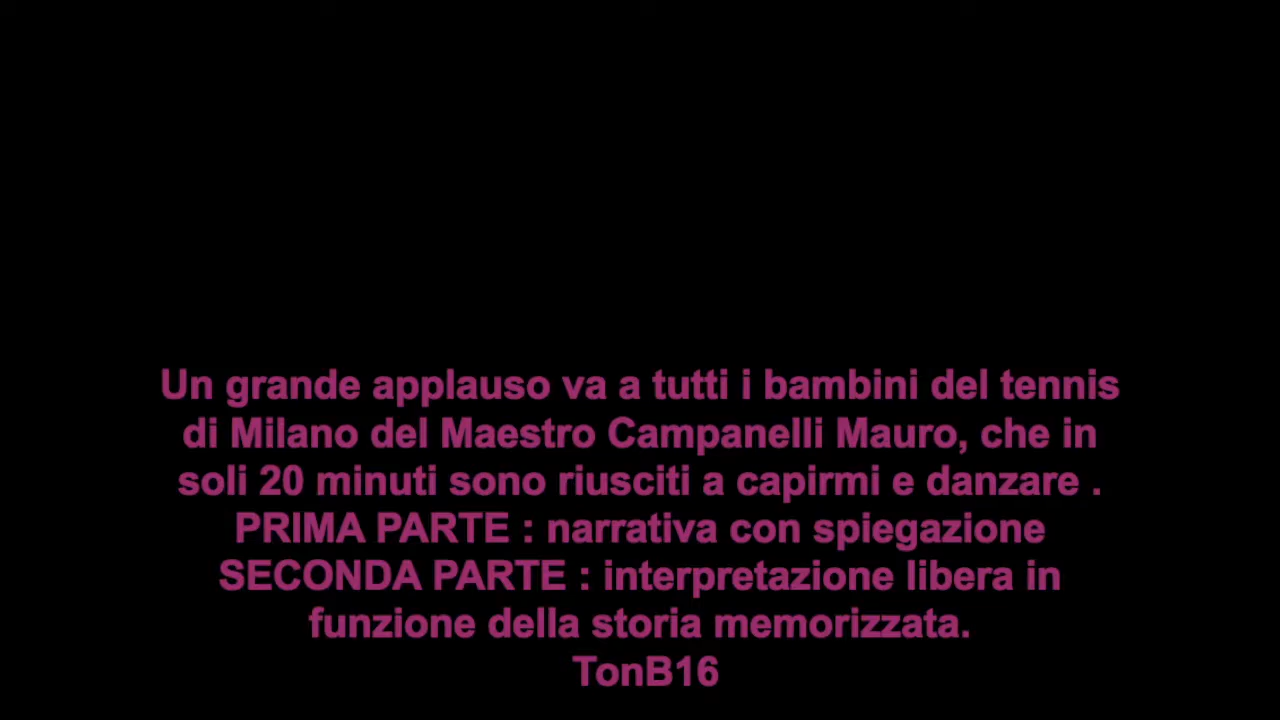 Un grande applauso va a tutti i bambini del tennis
di Milano del Maestro Campanelli Mauro, che in
soli 20 minuti sono riusciti a capirmi e danzare .
PRIMA PARTE : narrativa con spiegazione
SECONDA PARTE : interpretazione libera in
funzione della storia memorizzata.
TonB16